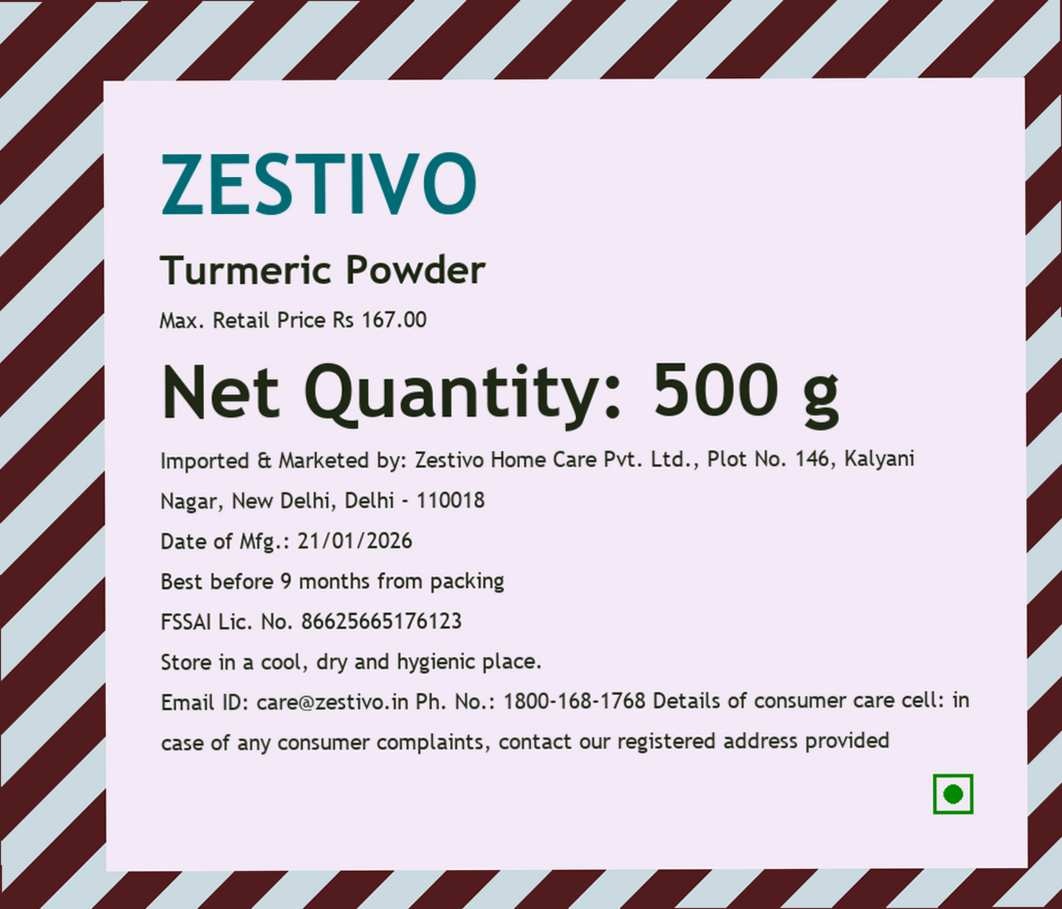 ZESTIVO
Turmeric Powder
Max. Retail Price Rs 167.00
Net Quantity: 500 g
Imported & Marketed by: Zestivo Home Care Pvt. Ltd., Plot No. 146, Kalyani
Nagar, New Delhi, Delhi - 110018
Date of Mfg.: 21/01/2026
Best before 9 months from packing
FSSAI Lic. No. 86625665176123
Store in a cool, dry and hygienic place.
Email ID: care@zestivo.in Ph. No.: 1800-168-1768 Details of consumer care cell: in
case of any consumer complaints, contact our registered address provided